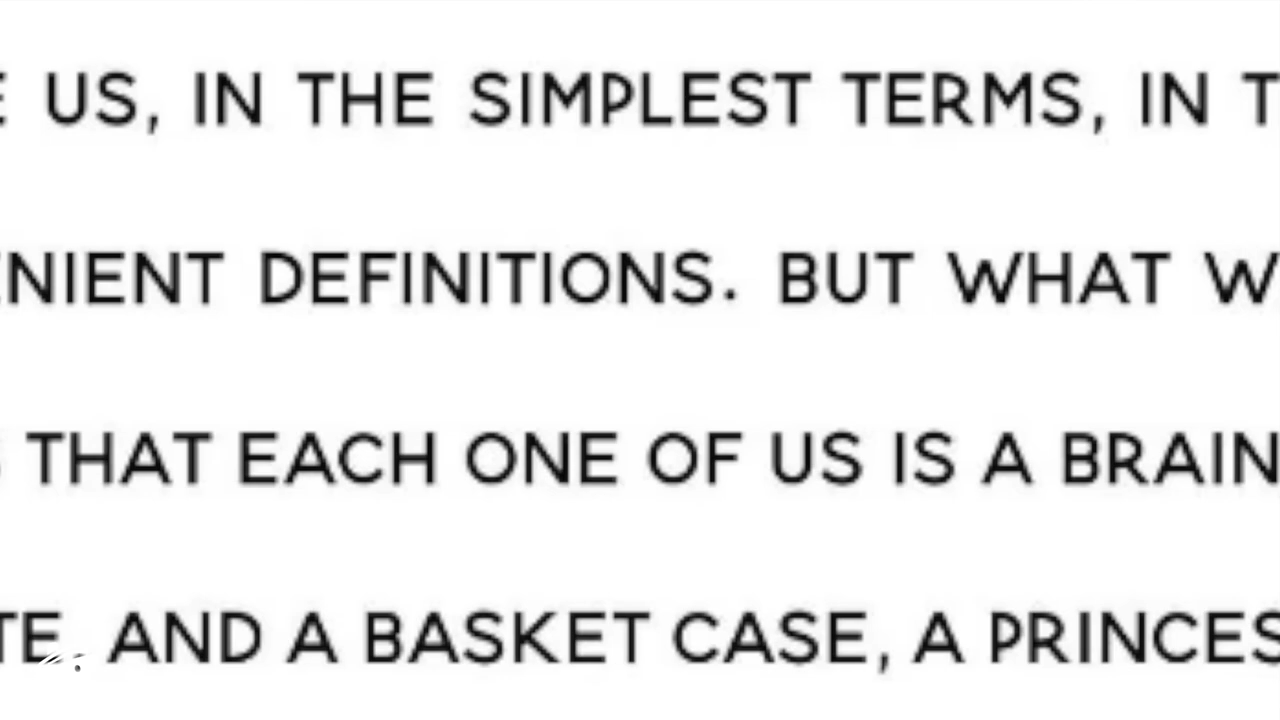 E US, IN THE SIMPLEST TERMS, IN T
ENIENT DEFINITIONS. BUT WHAT W
THAT EACH ONE OF US IS A BRAIN
TE, AND A BASKET CASE, A PRINCES